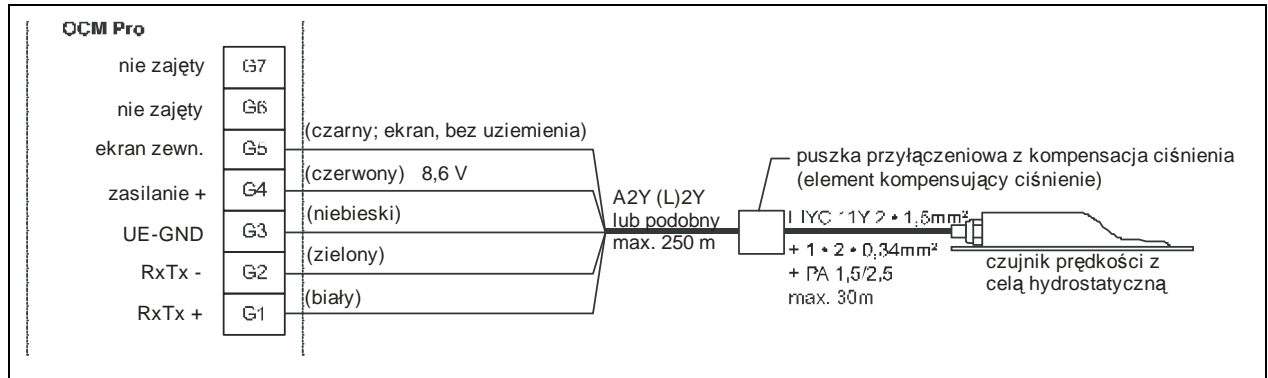 OCM Pro
nie zajęty G7
nie zajęty G6
ekran zewn. G5 (czarny; ekran, bez uziemienia)
zasilanie + G4 (czerwony) 8,6 V
UE-GND G3 (niebieski)
RxTx - G2 (zielony)
RxTx + G1 (biały)
A2Y (L)2Y
lub podobny
max. 250 m
puszka przyłączeniowa z kompensacja ciśnienia
(element kompensujący ciśnienie)
LIYC 11Y 2 • 1,5mm²
+ 1 • 2 • 0,34mm²
+ PA 1,5/2,5
max. 30m
czujnik prędkości z
celą hydrostatyczną